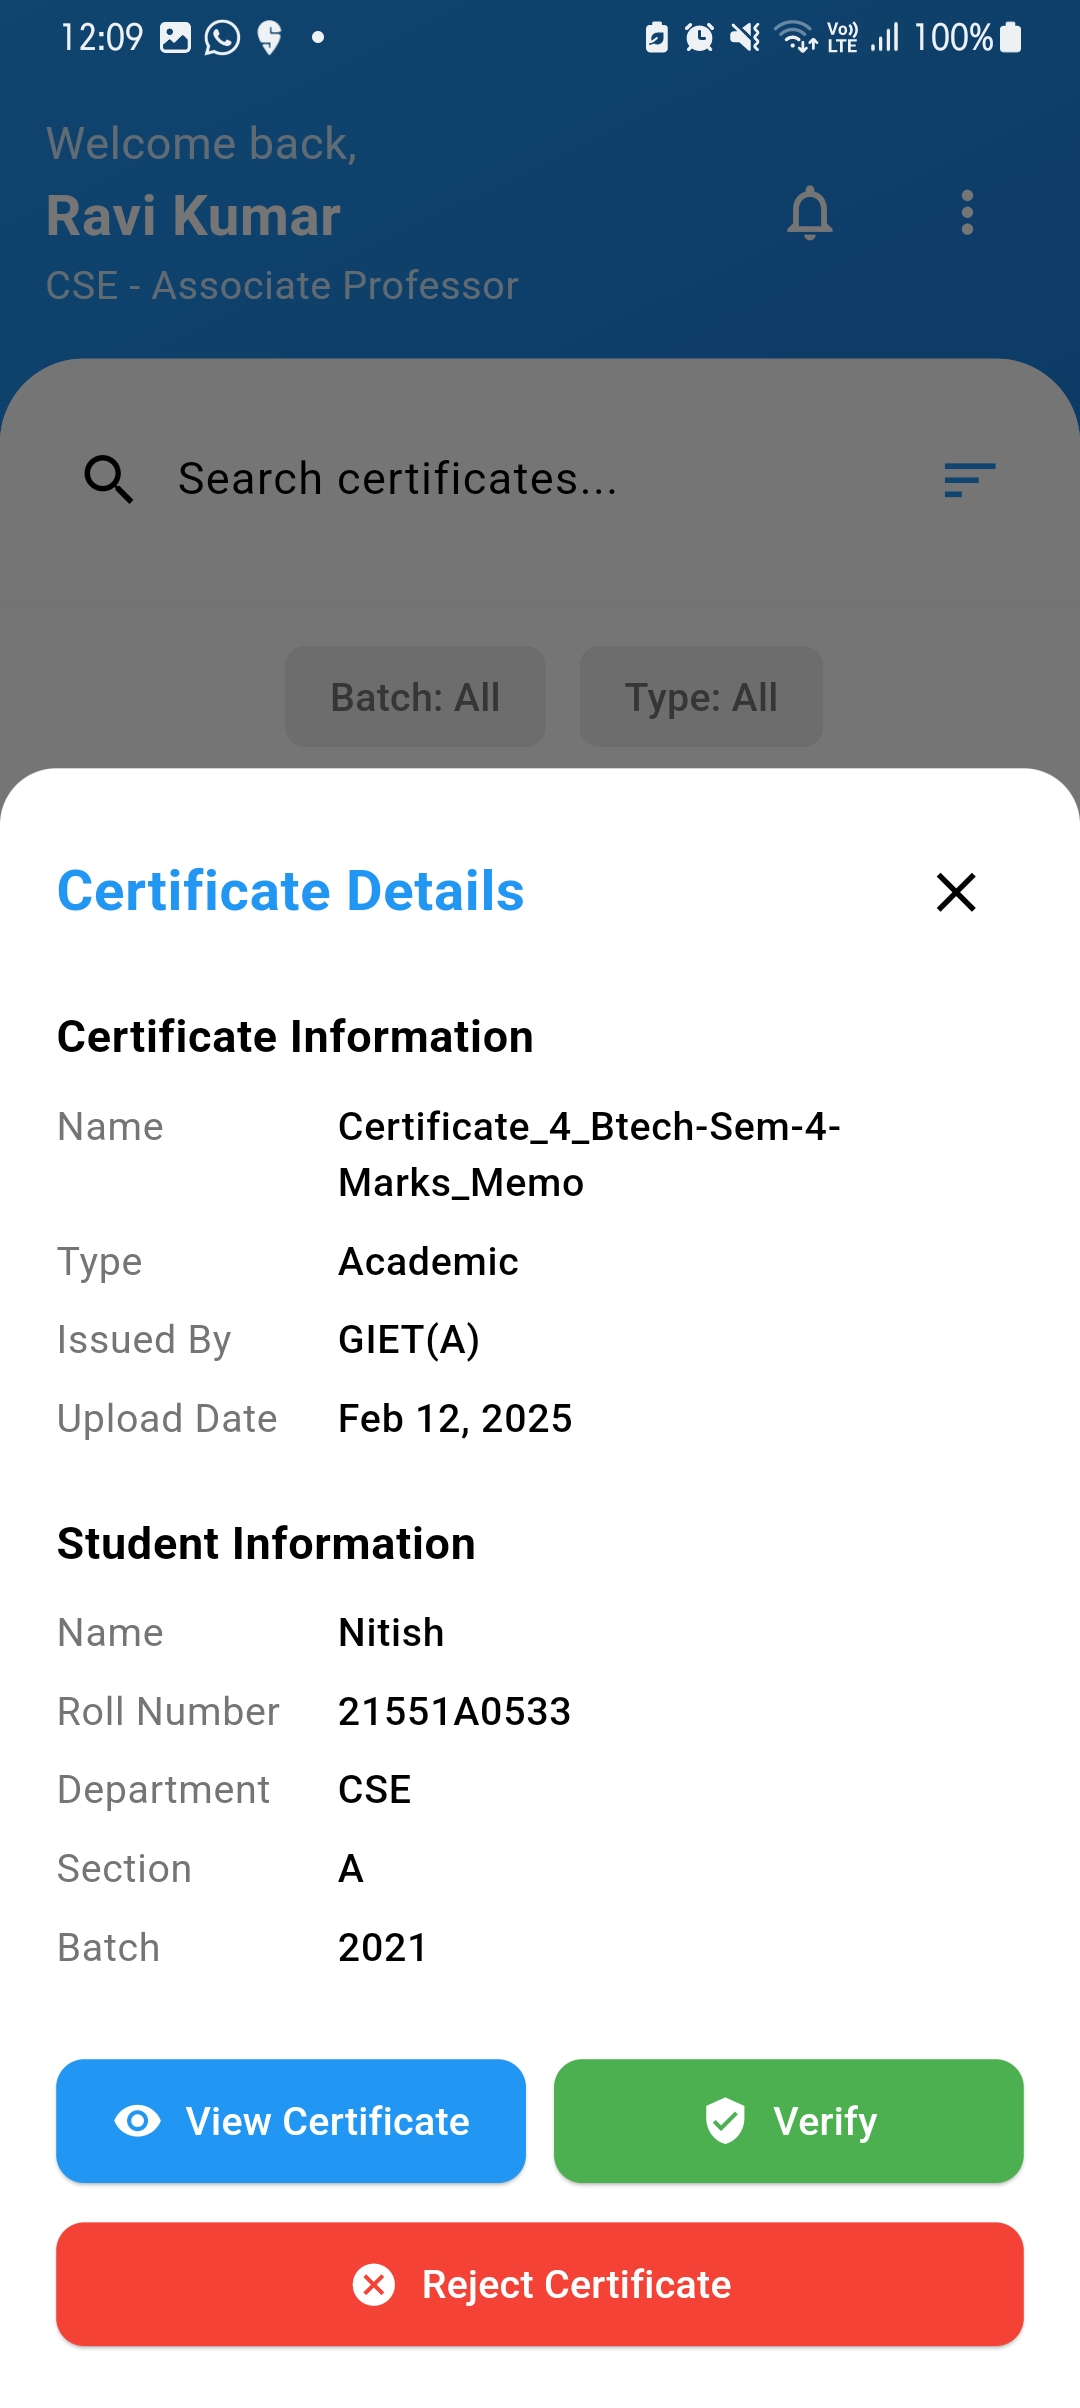 12:09
Vo)) LTE
100%
Welcome back,
Ravi Kumar
CSE - Associate Professor
Search certificates...
Batch: All
Type: All
Certificate Details
Certificate Information
Name Certificate_4_Btech-Sem-4-
Marks_Memo
Type Academic
Issued By GIET(A)
Upload Date Feb 12, 2025
Student Information
Name Nitish
Roll Number 21551A0533
Department CSE
Section A
Batch 2021
View Certificate
Verify
Reject Certificate